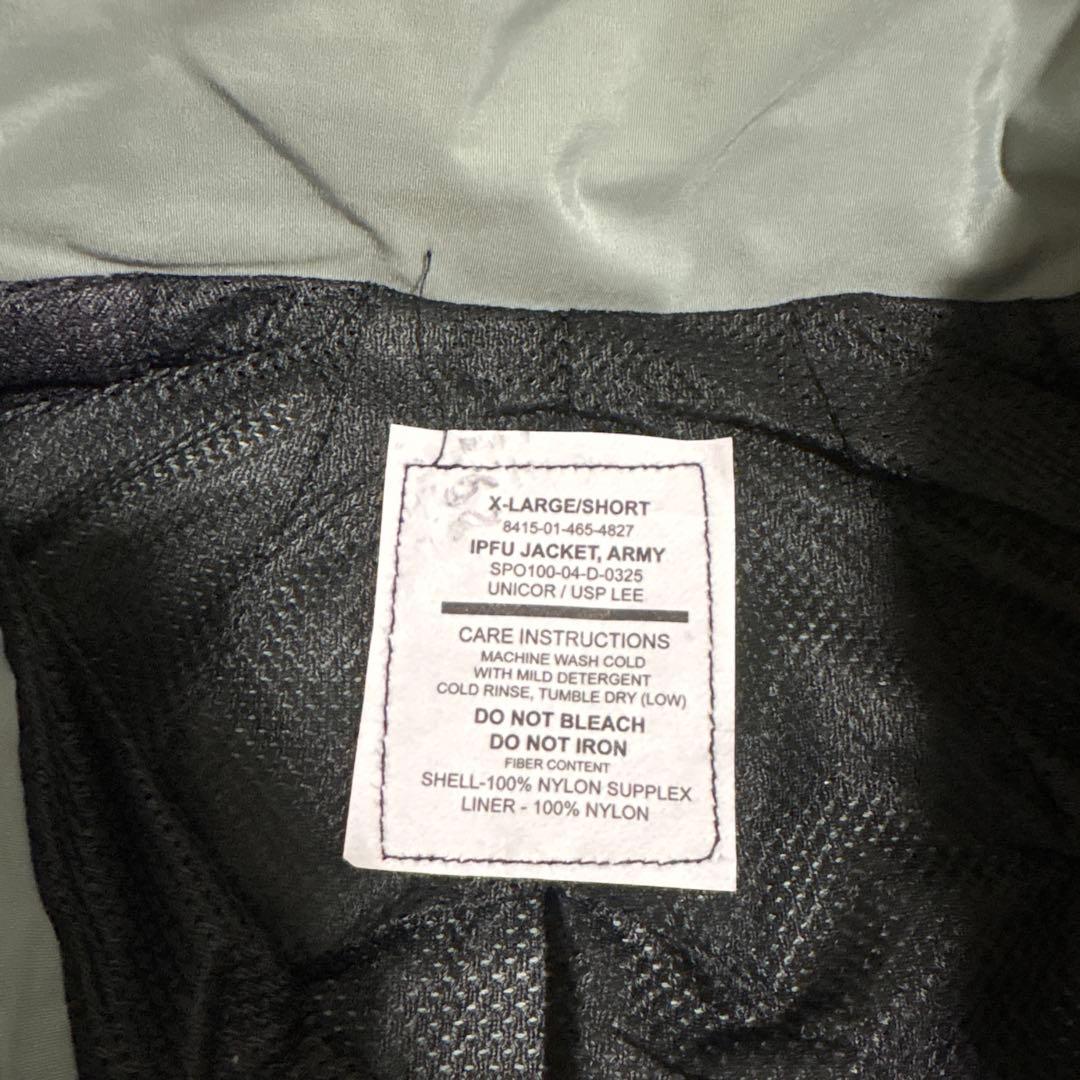 X-LARGE/SHORT
8415-01-465-4827
IPFU JACKET, ARMY
SPO100-04-D-0325
UNICOR / USP LEE
CARE INSTRUCTIONS
MACHINE WASH COLD
WITH MILD DETERGENT
COLD RINSE, TUMBLE DRY (LOW)
DO NOT BLEACH
DO NOT IRON
FIBER CONTENT
SHELL-100% NYLON SUPPLEX
LINER - 100% NYLON